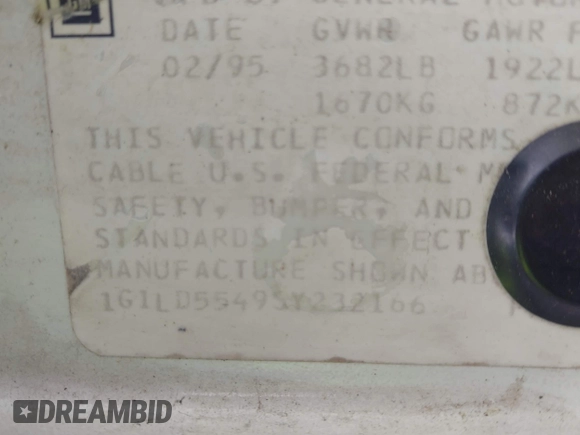 GM
DATE GVWR GAWR
02/95 3682LB 1922L
1670KG 872K
THIS VEHICLE CONFORMS
CABLE U.S. FEDERAL M
SAFETY, BUMPER, AND
STANDARDS IN EFFECT
MANUFACTURE SHOWN AB
1G1LD5549SY232166
DREAMBID